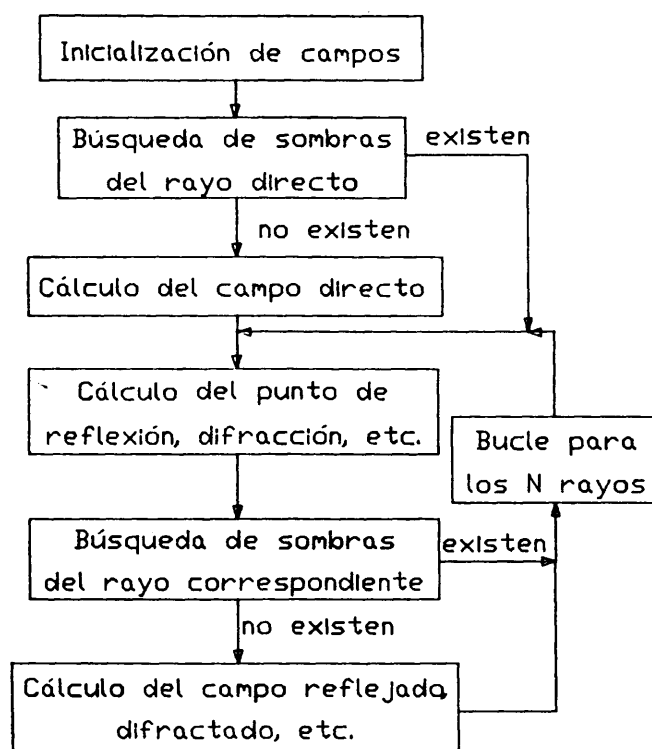 Inicialización de campos
Búsqueda de sombras
del rayo directo
existen
no existen
Cálculo del campo directo
Cálculo del punto de
reflexión, difracción, etc.
Bucle para
los N rayos
Búsqueda de sombras
del rayo correspondiente
existen
no existen
Cálculo del campo reflejado,
difractado, etc.